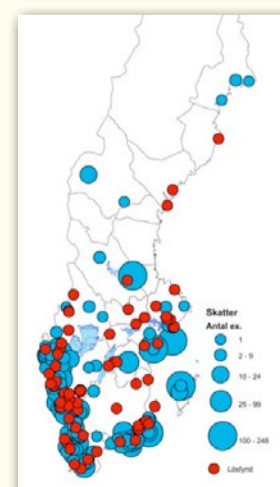 Skatter
Antal ex.
1
2 - 9
10 - 24
25 - 99
100 - 248
Lösfynd